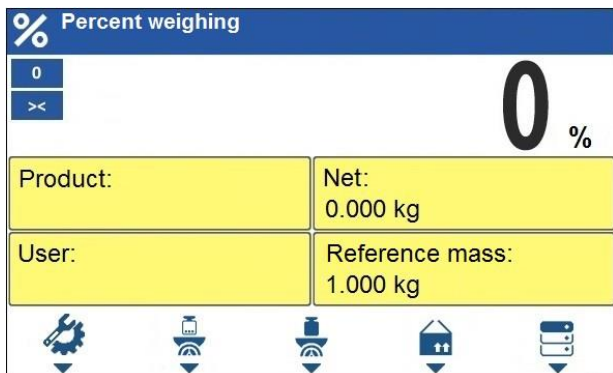 % Percent weighing
0
><
0 %
Product:
Net:
0.000 kg
User:
Reference mass:
1.000 kg